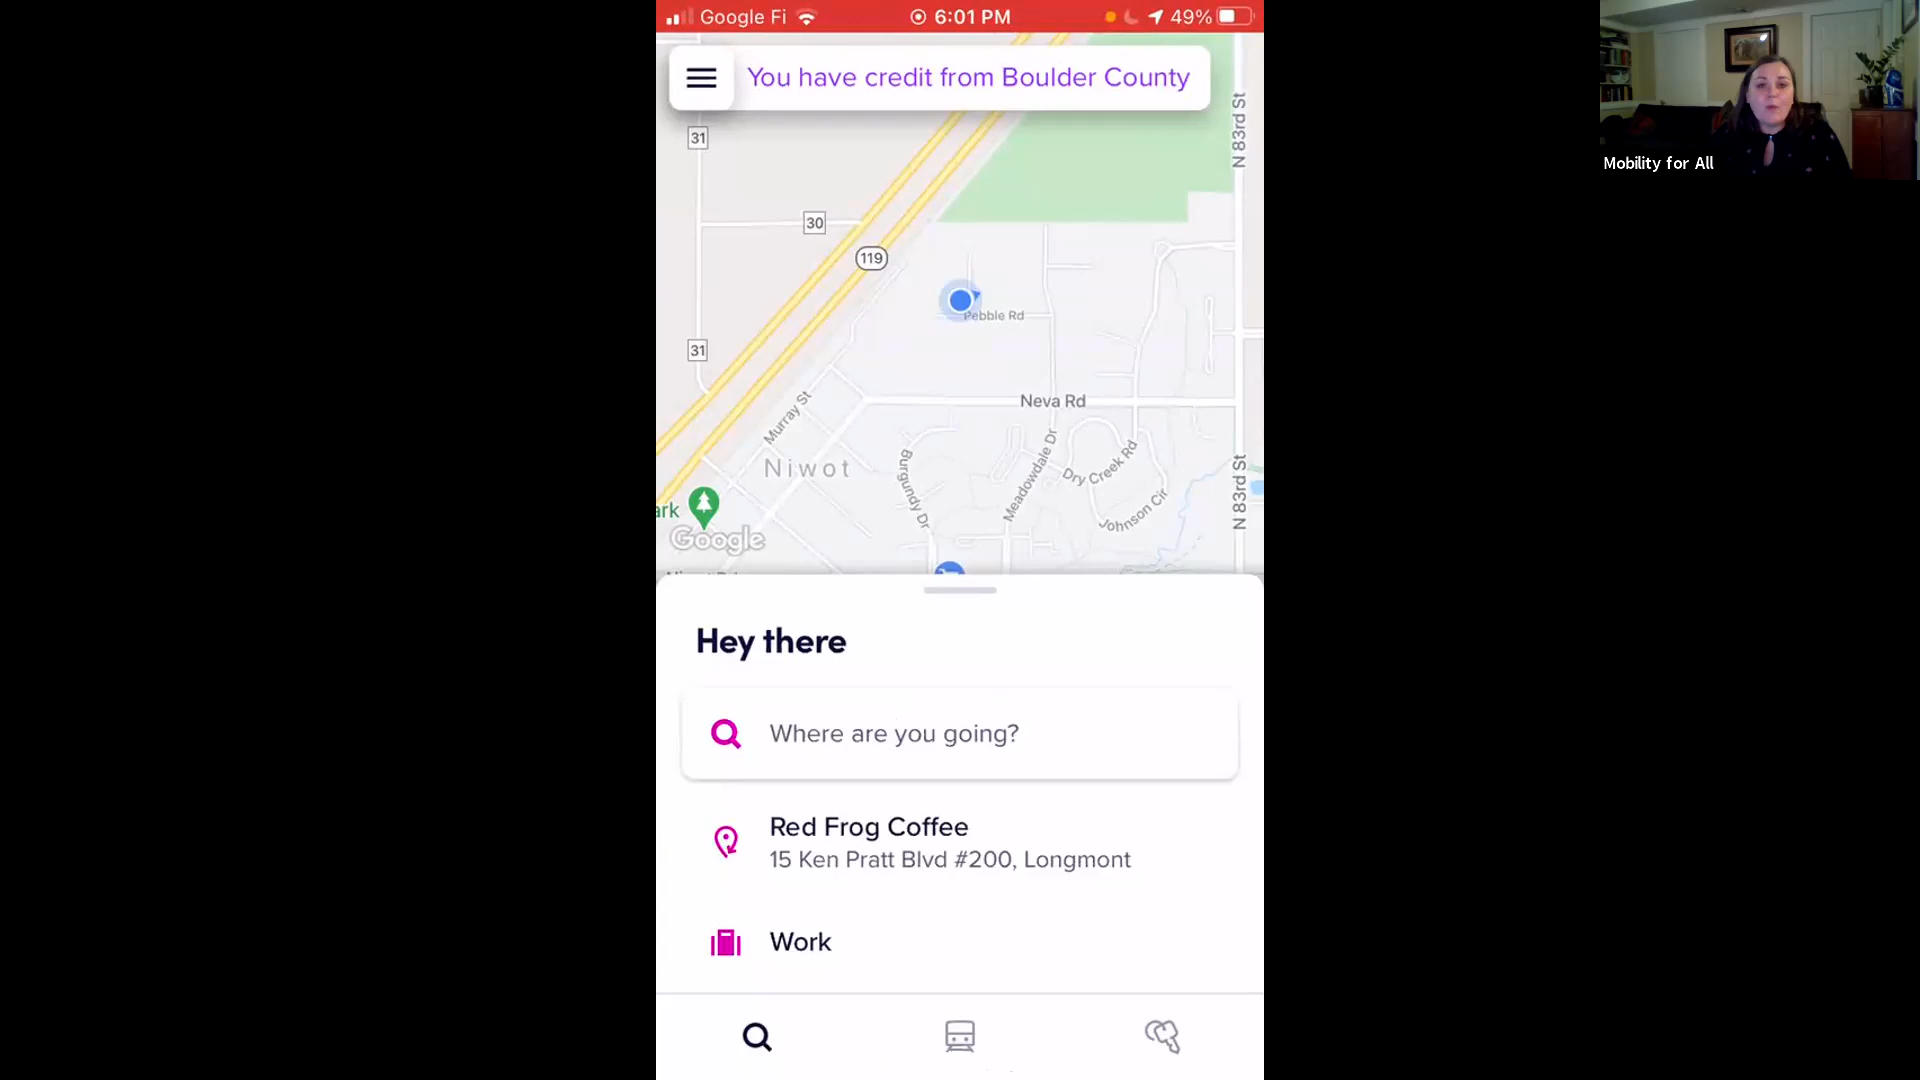 Google Fi
6:01 PM
49%
You have credit from Boulder County
N 83rd St
31
30
119
Pebble Rd
31
Neva Rd
Murray St
Niwot
Burgundy Dr
Meadowdale Dr
Dry Creek Rd
Johnson Cir
N 83rd St
ark
Google
Hey there
Where are you going?
Red Frog Coffee
15 Ken Pratt Blvd #200, Longmont
Work
Mobility for All